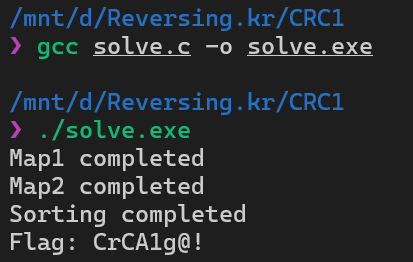 /mnt/d/Reversing.kr/CRC1
❯ gcc solve.c -o solve.exe
/mnt/d/Reversing.kr/CRC1
❯ ./solve.exe
Map1 completed
Map2 completed
Sorting completed
Flag: CrCA1g@!